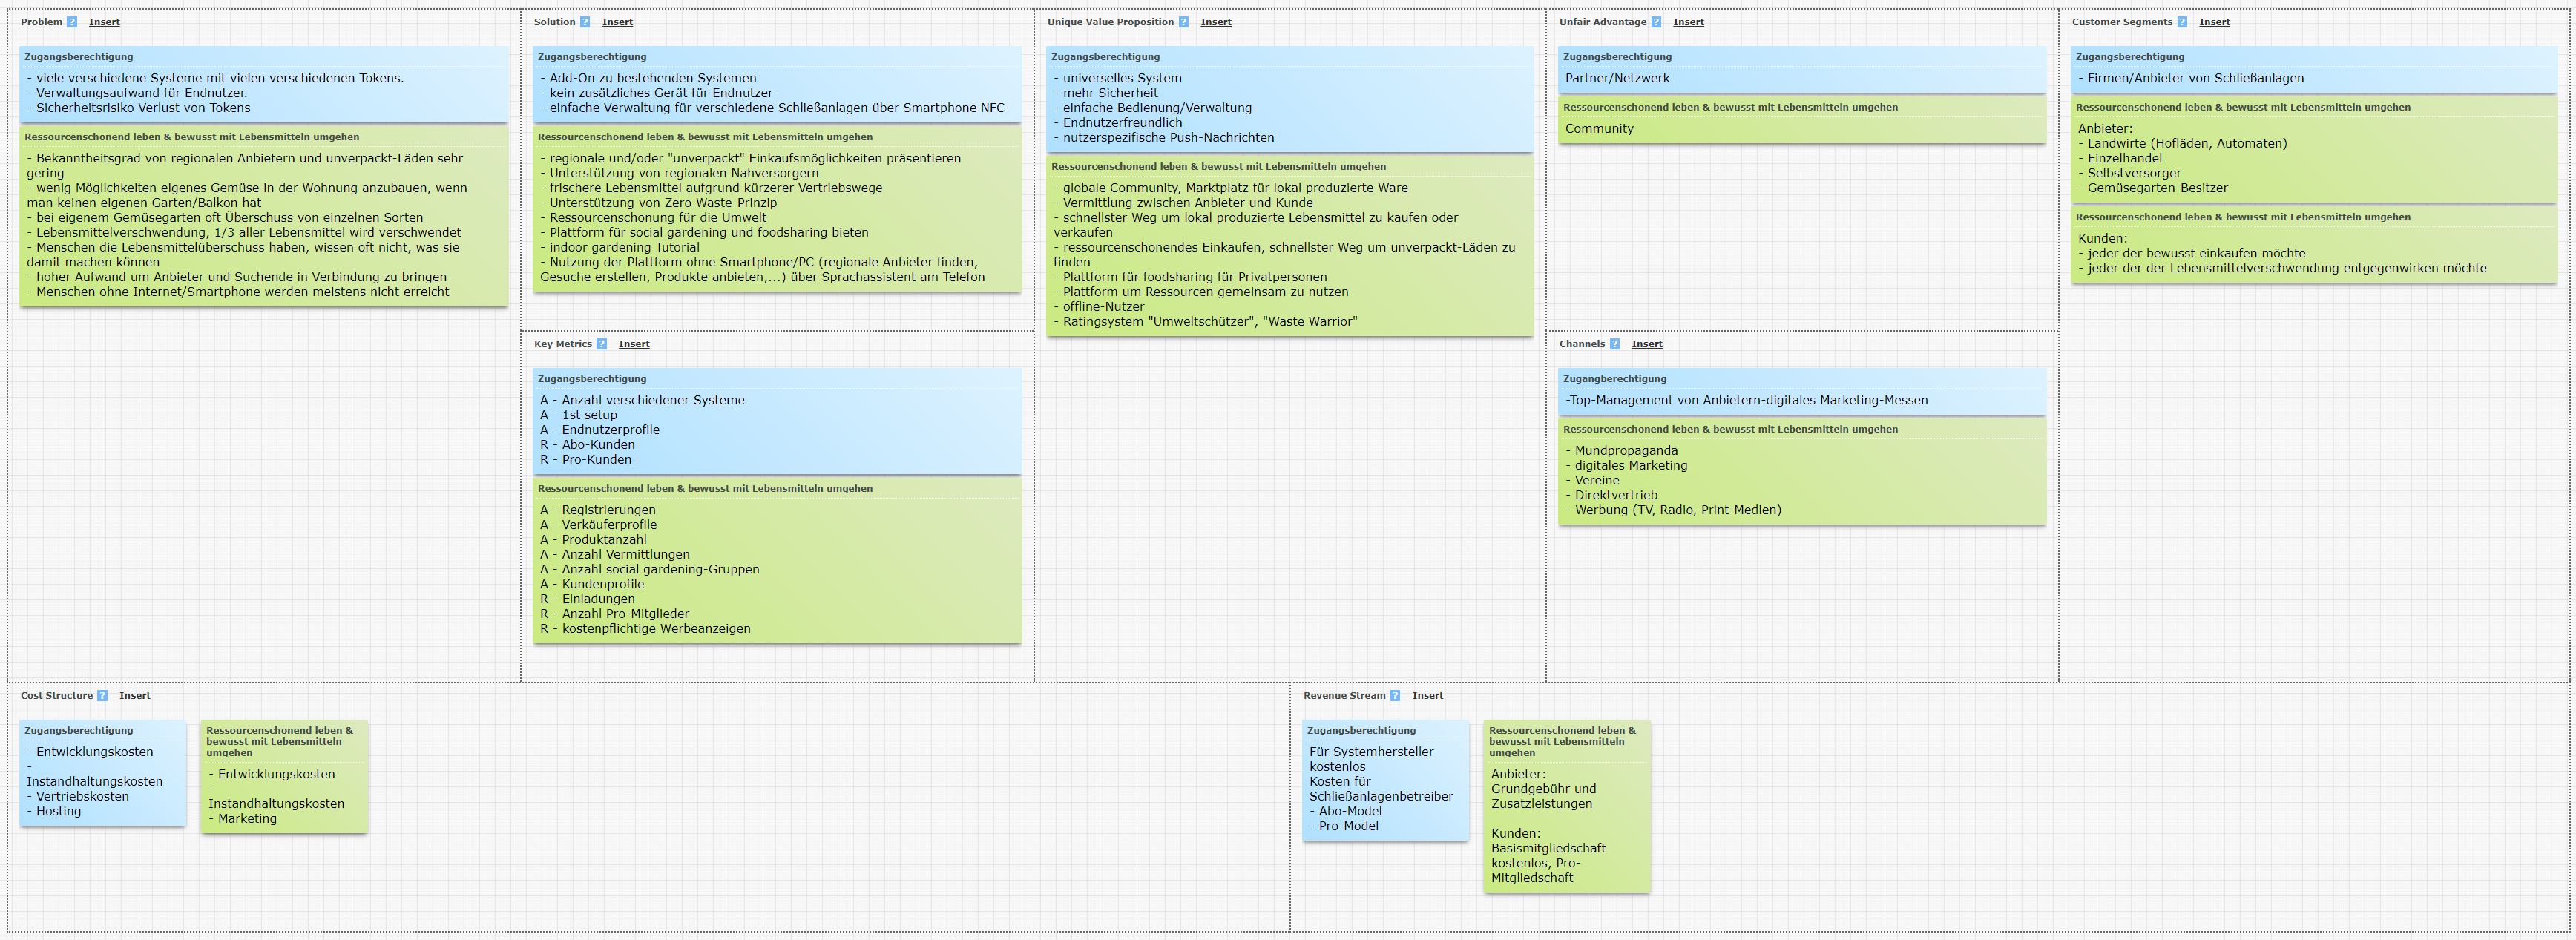 Problem ? Insert
Zugangsberechtigung
- viele verschiedene Systeme mit vielen verschiedenen Tokens.
- Verwaltungsaufwand für Endnutzer.
- Sicherheitsrisiko Verlust von Tokens
Ressourcenschonend leben & bewusst mit Lebensmitteln umgehen
- Bekanntheitsgrad von regionalen Anbietern und unverpackt-Läden sehr
gering
- wenig Möglichkeiten eigenes Gemüse in der Wohnung anzubauen, wenn
man keinen eigenen Garten/Balkon hat
- bei eigenem Gemüsegarten oft Überschuss von einzelnen Sorten
- Lebensmittelverschwendung, 1/3 aller Lebensmittel wird verschwendet
- Menschen die Lebensmittelüberschuss haben, wissen oft nicht, was sie
damit machen können
- hoher Aufwand um Anbieter und Suchende in Verbindung zu bringen
- Menschen ohne Internet/Smartphone werden meistens nicht erreicht
Solution ? Insert
Zugangsberechtigung
- Add-On zu bestehenden Systemen
- kein zusätzliches Gerät für Endnutzer
- einfache Verwaltung für verschiedene Schließanlagen über Smartphone NFC
Ressourcenschonend leben & bewusst mit Lebensmitteln umgehen
- regionale und/oder "unverpackt" Einkaufsmöglichkeiten präsentieren
- Unterstützung von regionalen Nahversorgern
- frischere Lebensmittel aufgrund kürzerer Vertriebswege
- Unterstützung von Zero Waste-Prinzip
- Ressourcenschonung für die Umwelt
- Plattform für social gardening und foodsharing bieten
- indoor gardening Tutorial
- Nutzung der Plattform ohne Smartphone/PC (regionale Anbieter finden,
Gesuche erstellen, Produkte anbieten,...) über Sprachassistent am Telefon
Key Metrics ? Insert
Zugangsberechtigung
A - Anzahl verschiedener Systeme
A - 1st setup
A - Endnutzerprofile
R - Abo-Kunden
R - Pro-Kunden
Ressourcenschonend leben & bewusst mit Lebensmitteln umgehen
A - Registrierungen
A - Verkäuferprofile
A - Produktanzahl
A - Anzahl Vermittlungen
A - Anzahl social gardening-Gruppen
A - Kundenprofile
R - Einladungen
R - Anzahl Pro-Mitglieder
R - kostenpflichtige Werbeanzeigen
Unique Value Proposition ? Insert
Zugangsberechtigung
- universelles System
- mehr Sicherheit
- einfache Bedienung/Verwaltung
- Endnutzerfreundlich
- nutzerspezifische Push-Nachrichten
Ressourcenschonend leben & bewusst mit Lebensmitteln umgehen
- globale Community, Marktplatz für lokal produzierte Ware
- Vermittlung zwischen Anbieter und Kunde
- schnellster Weg um lokal produzierte Lebensmittel zu kaufen oder
verkaufen
- ressourcenschonendes Einkaufen, schnellster Weg um unverpackt-Läden zu
finden
- Plattform für foodsharing für Privatpersonen
- Plattform um Ressourcen gemeinsam zu nutzen
- offline-Nutzer
- Ratingsystem "Umweltschützer", "Waste Warrior"
Unfair Advantage ? Insert
Zugangsberechtigung
Partner/Netzwerk
Ressourcenschonend leben & bewusst mit Lebensmitteln umgehen
Community
Channels ? Insert
Zugangberechtigung
-Top-Management von Anbietern-digitales Marketing-Messen
Ressourcenschonend leben & bewusst mit Lebensmitteln umgehen
- Mundpropaganda
- digitales Marketing
- Vereine
- Direktvertrieb
- Werbung (TV, Radio, Print-Medien)
Customer Segments ? Insert
Zugangsberechtigung
- Firmen/Anbieter von Schließanlagen
Ressourcenschonend leben & bewusst mit Lebensmitteln umgehen
Anbieter:
- Landwirte (Hofläden, Automaten)
- Einzelhandel
- Selbstversorger
- Gemüsegarten-Besitzer
Ressourcenschonend leben & bewusst mit Lebensmitteln umgehen
Kunden:
- jeder der bewusst einkaufen möchte
- jeder der der Lebensmittelverschwendung entgegenwirken möchte
Cost Structure ? Insert
Zugangsberechtigung
- Entwicklungskosten
-
Instandhaltungskosten
- Vertriebskosten
- Hosting
Ressourcenschonend leben &
bewusst mit Lebensmitteln
umgehen
- Entwicklungskosten
-
Instandhaltungskosten
- Marketing
Revenue Stream ? Insert
Zugangsberechtigung
Für Systemhersteller
kostenlos
Kosten für
Schließanlagenbetreiber
- Abo-Model
- Pro-Model
Ressourcenschonend leben &
bewusst mit Lebensmitteln
umgehen
Anbieter:
Grundgebühr und
Zusatzleistungen
Kunden:
Basismitgliedschaft
kostenlos, Pro-
Mitgliedschaft